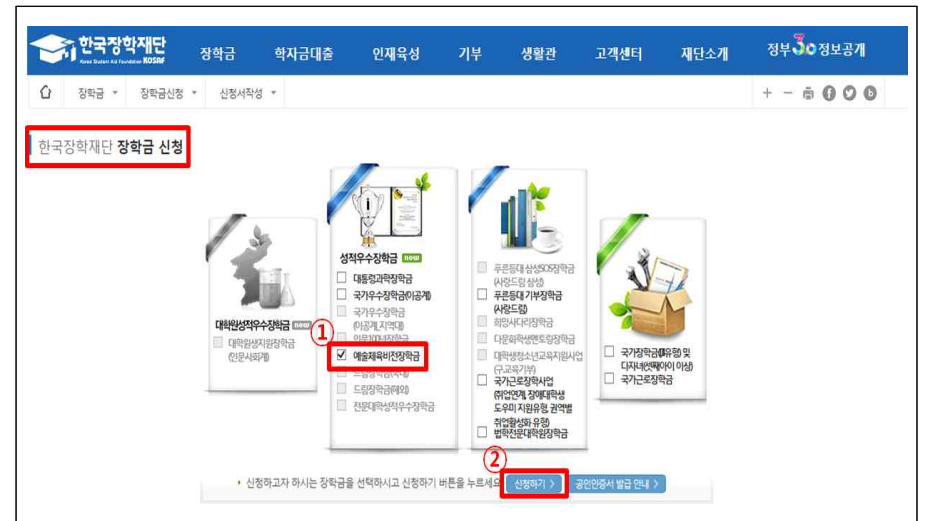 한국장학재단
Korea Student Aid Foundation KOSAF
장학금 학자금대출 인재육성 기부 생활관 고객센터 재단소개 정부3.0 정보공개
장학금 장학금신청 신청서작성
한국장학재단 장학금 신청
대학원성적우수장학금 new
대학원생지원장학금
(인문사회계)
성적우수장학금 new
대통령과학장학금
국가우수장학금(이공계)
국가우수장학금
(이공계,지역대)
인문100년장학금
①
예술체육비전장학금
드림장학금(국내)
드림장학금(해외)
전문대학성적우수장학금
푸른등대 삼성SOS장학금
(사랑드림 삼성)
푸른등대 기부장학금
(사랑드림)
희망사다리장학금
다문화학생멘토링장학금
대학생청소년교육지원사업
(구.교육기부)
국가근로장학사업
(취업연계, 장애대학생
도우미 지원유형, 권역별
취업활성화 유형)
법학전문대학원장학금
국가장학금(Ⅱ유형) 및
다자녀(셋째아이 이상)
국가근로장학금
②
신청하고자 하시는 장학금을 선택하시고 신청하기 버튼을 누르세요
신청하기 >
공인인증서 발급 안내 >